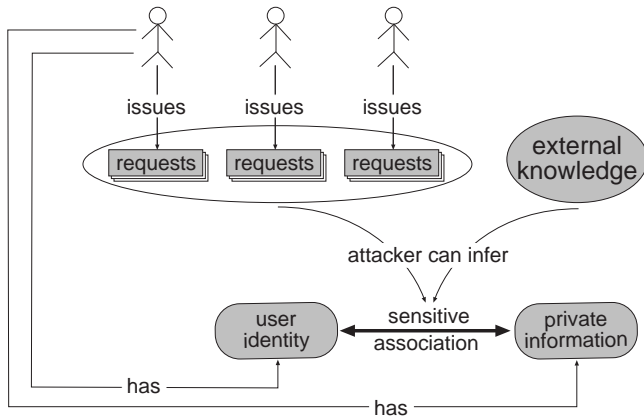 issues
issues
issues
requests
requests
requests
external
knowledge
attacker can infer
user
identity
sensitive
association
private
information
has
has